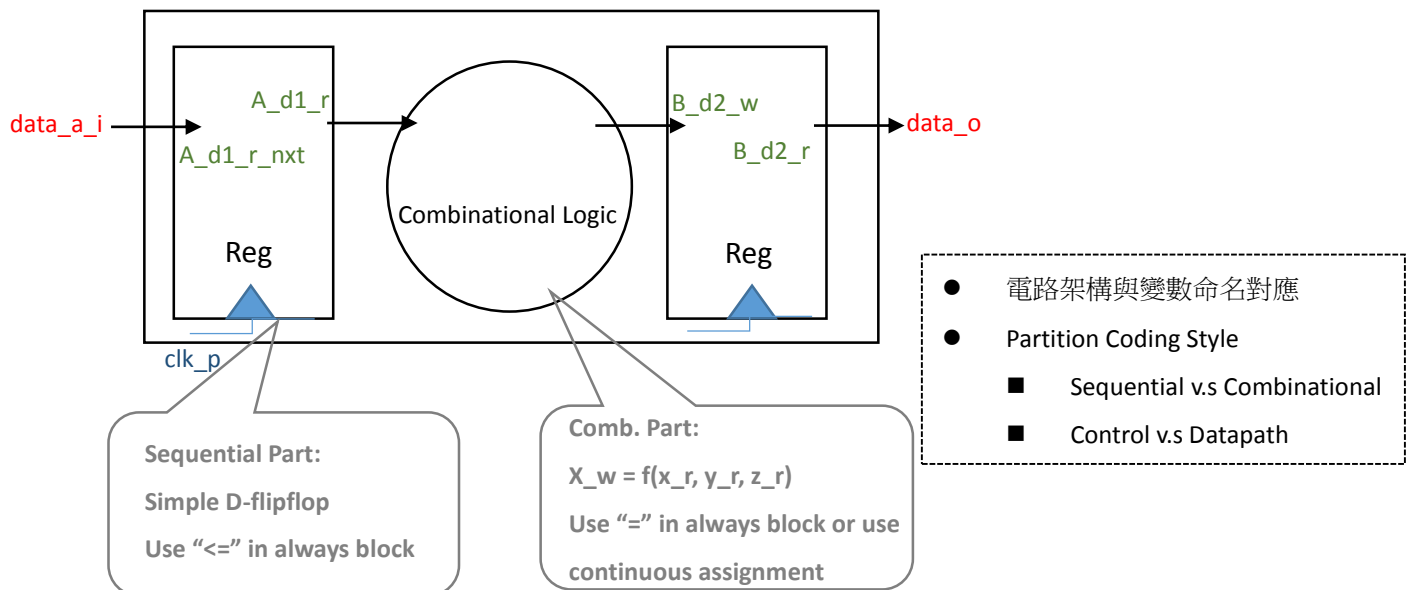 data_a_i
A_d1_r
A_d1_r_nxt
Reg
clk_p
Combinational Logic
B_d2_w
B_d2_r
Reg
data_o
Sequential Part:
Simple D-flipflop
Use “<=” in always block
Comb. Part:
X_w = f(x_r, y_r, z_r)
Use “=” in always block or use
continuous assignment
● 電路架構與變數命名對應
● Partition Coding Style
■ Sequential v.s Combinational
■ Control v.s Datapath